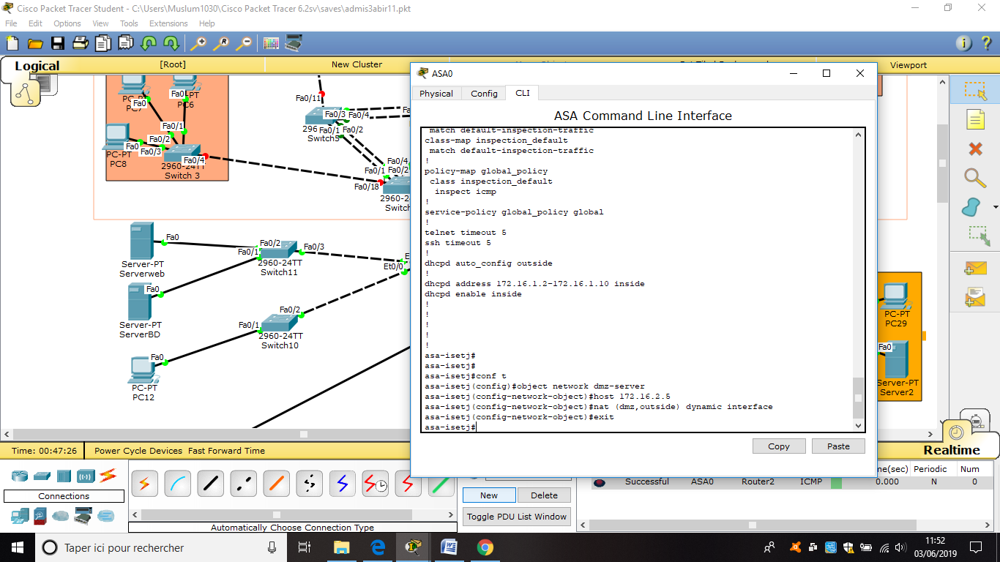 Cisco Packet Tracer Student - C:\Users\Muslum1030\Cisco Packet Tracer 6.2sv\saves\admis3abir11.pkt
File Edit Options View Tools Extensions Help
Logical
[Root]
New Cluster
Viewport
PC7
Fa0
Fa0
PC6
Fa0/1
Fa0/2
Fa0
Fa0/3
PC-PT
PC8
Fa0/4
2960-24TT
Switch 3
Fa0/11
Fa0/3
Fa0/4
Fa0/1
Fa0/2
Switch5
Fa0/4
Fa0/1
Fa0/2
Fa0/18
Fa0
Server-PT
Serverweb
Fa0/2
Fa0/1
Fa0/3
2960-24TT
Switch11
Et0/0
Fa0
Server-PT
ServerBD
Fa0/2
Fa0/1
2960-24TT
Switch10
Fa0
PC-PT
PC12
ASA0
Physical Config CLI
ASA Command Line Interface
match default-inspection-traffic
class-map inspection_default
match default-inspection-traffic
!
policy-map global_policy
class inspection_default
inspect icmp
!
service-policy global_policy global
!
telnet timeout 5
ssh timeout 5
!
dhcpd auto_config outside
!
dhcpd address 172.16.1.2-172.16.1.10 inside
dhcpd enable inside
!
!
!
!
!
asa-isetj#
asa-isetj#
asa-isetj#conf t
asa-isetj(config)#object network dmz-server
asa-isetj(config-network-object)#host 172.16.2.5
asa-isetj(config-network-object)#nat (dmz,outside) dynamic interface
asa-isetj(config-network-object)#exit
asa-isetj#
Copy Paste
PC-PT
PC29
Fa0
Server-PT
Server2
Time: 00:47:26 Power Cycle Devices Fast Forward Time
Realtime
Connections
Automatically Choose Connection Type
New Delete
Toggle PDU List Window
me(sec) Periodic Num
Successful ASA0 Router2 ICMP 0.000 N 0
Taper ici pour rechercher
11:52
03/06/2019